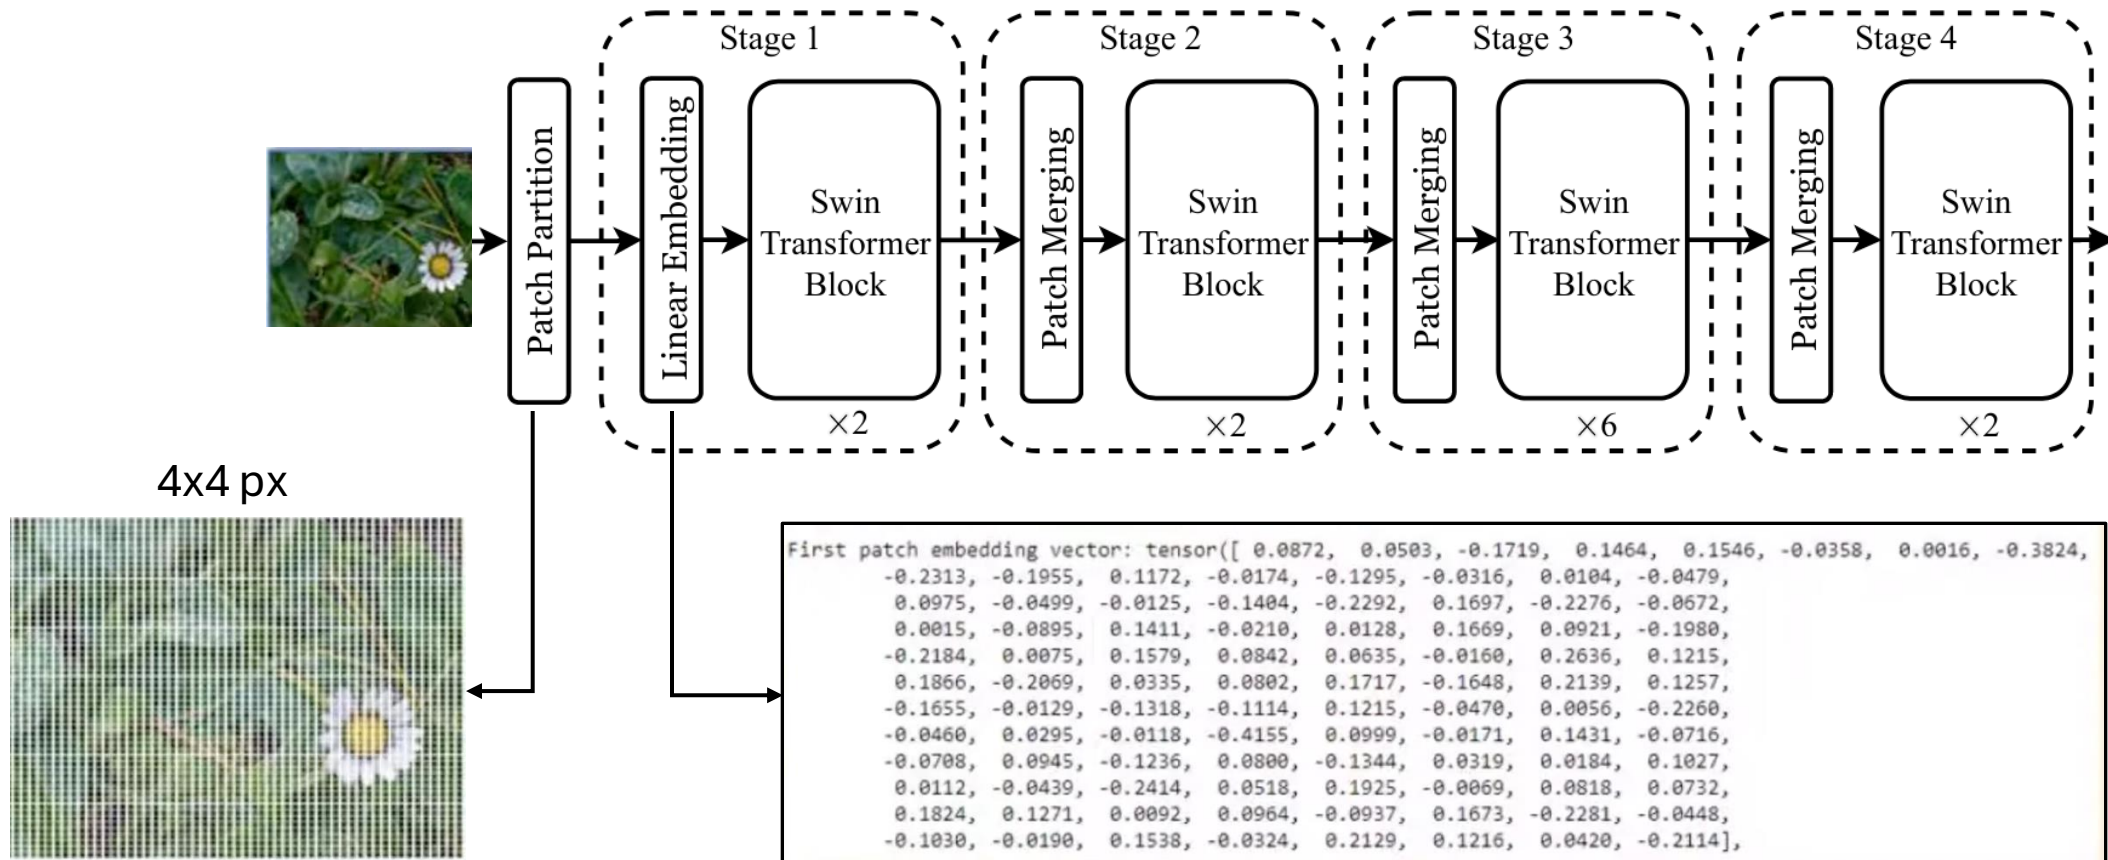 Stage 1
Stage 2
Stage 3
Stage 4
Patch Partition
Linear Embedding
Swin
Transformer
Block
Patch Merging
Swin
Transformer
Block
Patch Merging
Swin
Transformer
Block
Patch Merging
Swin
Transformer
Block
×2
×2
×6
×2
4x4 px
First patch embedding vector: tensor([ 0.0872, 0.0503, -0.1719, 0.1464, 0.1546, -0.0358, 0.0016, -0.3824,
-0.2313, -0.1955, 0.1172, -0.0174, -0.1295, -0.0316, 0.0104, -0.0479,
0.0975, -0.0499, -0.0125, -0.1404, -0.2292, 0.1697, -0.2276, -0.0672,
0.0015, -0.0895, 0.1411, -0.0210, 0.0128, 0.1669, 0.0921, -0.1980,
-0.2184, 0.0075, 0.1579, 0.0842, 0.0635, -0.0160, 0.2636, 0.1215,
0.1866, -0.2069, 0.0335, 0.0802, 0.1717, -0.1648, 0.2139, 0.1257,
-0.1655, -0.0129, -0.1318, -0.1114, 0.1215, -0.0470, 0.0056, -0.2260,
-0.0460, 0.0295, -0.0118, -0.4155, 0.0999, -0.0171, 0.1431, -0.0716,
-0.0708, 0.0945, -0.1236, 0.0800, -0.1344, 0.0319, 0.0184, 0.1027,
0.0112, -0.0439, -0.2414, 0.0518, 0.1925, -0.0069, 0.0818, 0.0732,
0.1824, 0.1271, 0.0092, 0.0964, -0.0937, 0.1673, -0.2281, -0.0448,
-0.1030, -0.0190, 0.1538, -0.0324, 0.2129, 0.1216, 0.0420, -0.2114],